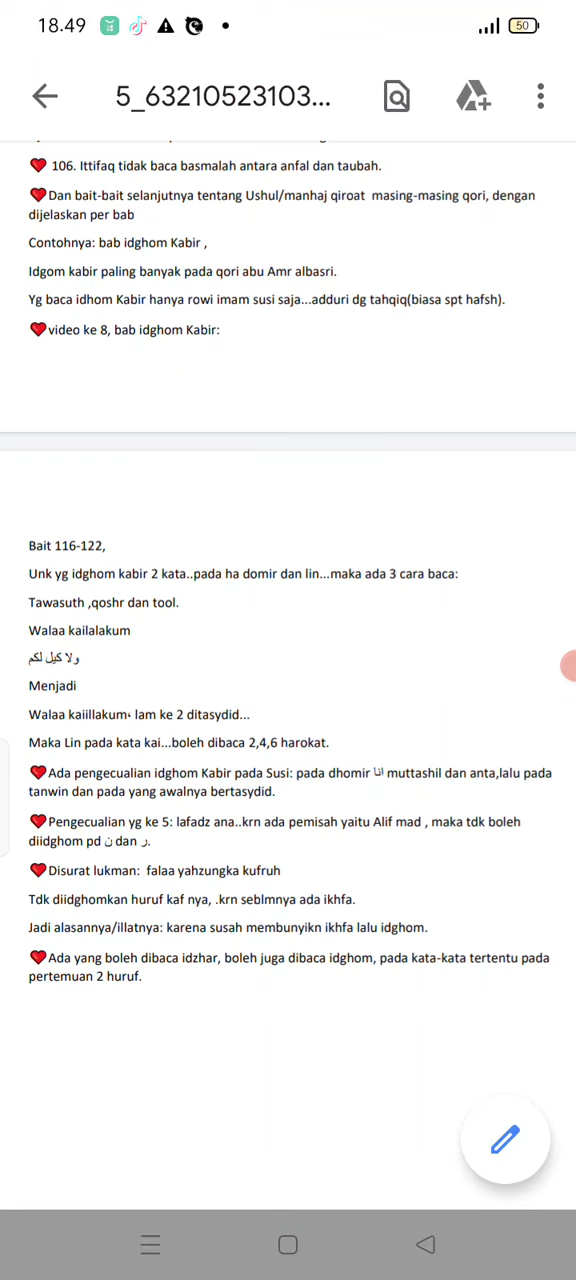 18.49
50
5_63210523103...
106. Ittifaq tidak baca basmalah antara anfal dan taubah.
Dan bait-bait selanjutnya tentang Ushul/manhaj qiroat masing-masing qori, dengan
dijelaskan per bab
Contohnya: bab idghom Kabir ,
Idgom kabir paling banyak pada qori abu Amr albasri.
Yg baca idhom Kabir hanya rowi imam susi saja...adduri dg tahqiq(biasa spt hafsh).
video ke 8, bab idghom Kabir:
Bait 116-122,
Unk yg idghom kabir 2 kata..pada ha domir dan lin...maka ada 3 cara baca:
Tawasuth ,qoshr dan tool.
Walaa kailalakum
ولا كيل لكم
Menjadi
Walaa kaiillakum، lam ke 2 ditasydid...
Maka Lin pada kata kai...boleh dibaca 2,4,6 harokat.
Ada pengecualian idghom Kabir pada Susi: pada dhomir انا muttashil dan anta,lalu pada
tanwin dan pada yang awalnya bertasydid.
Pengecualian yg ke 5: lafadz ana..krn ada pemisah yaitu Alif mad , maka tdk boleh
diidghom pd ن dan ر.
Disurat lukman: falaa yahzungka kufruh
Tdk diidghomkan huruf kaf nya, .krn seblmnya ada ikhfa.
Jadi alasannya/illatnya: karena susah membunyikn ikhfa lalu idghom.
Ada yang boleh dibaca idzhar, boleh juga dibaca idghom, pada kata-kata tertentu pada
pertemuan 2 huruf.